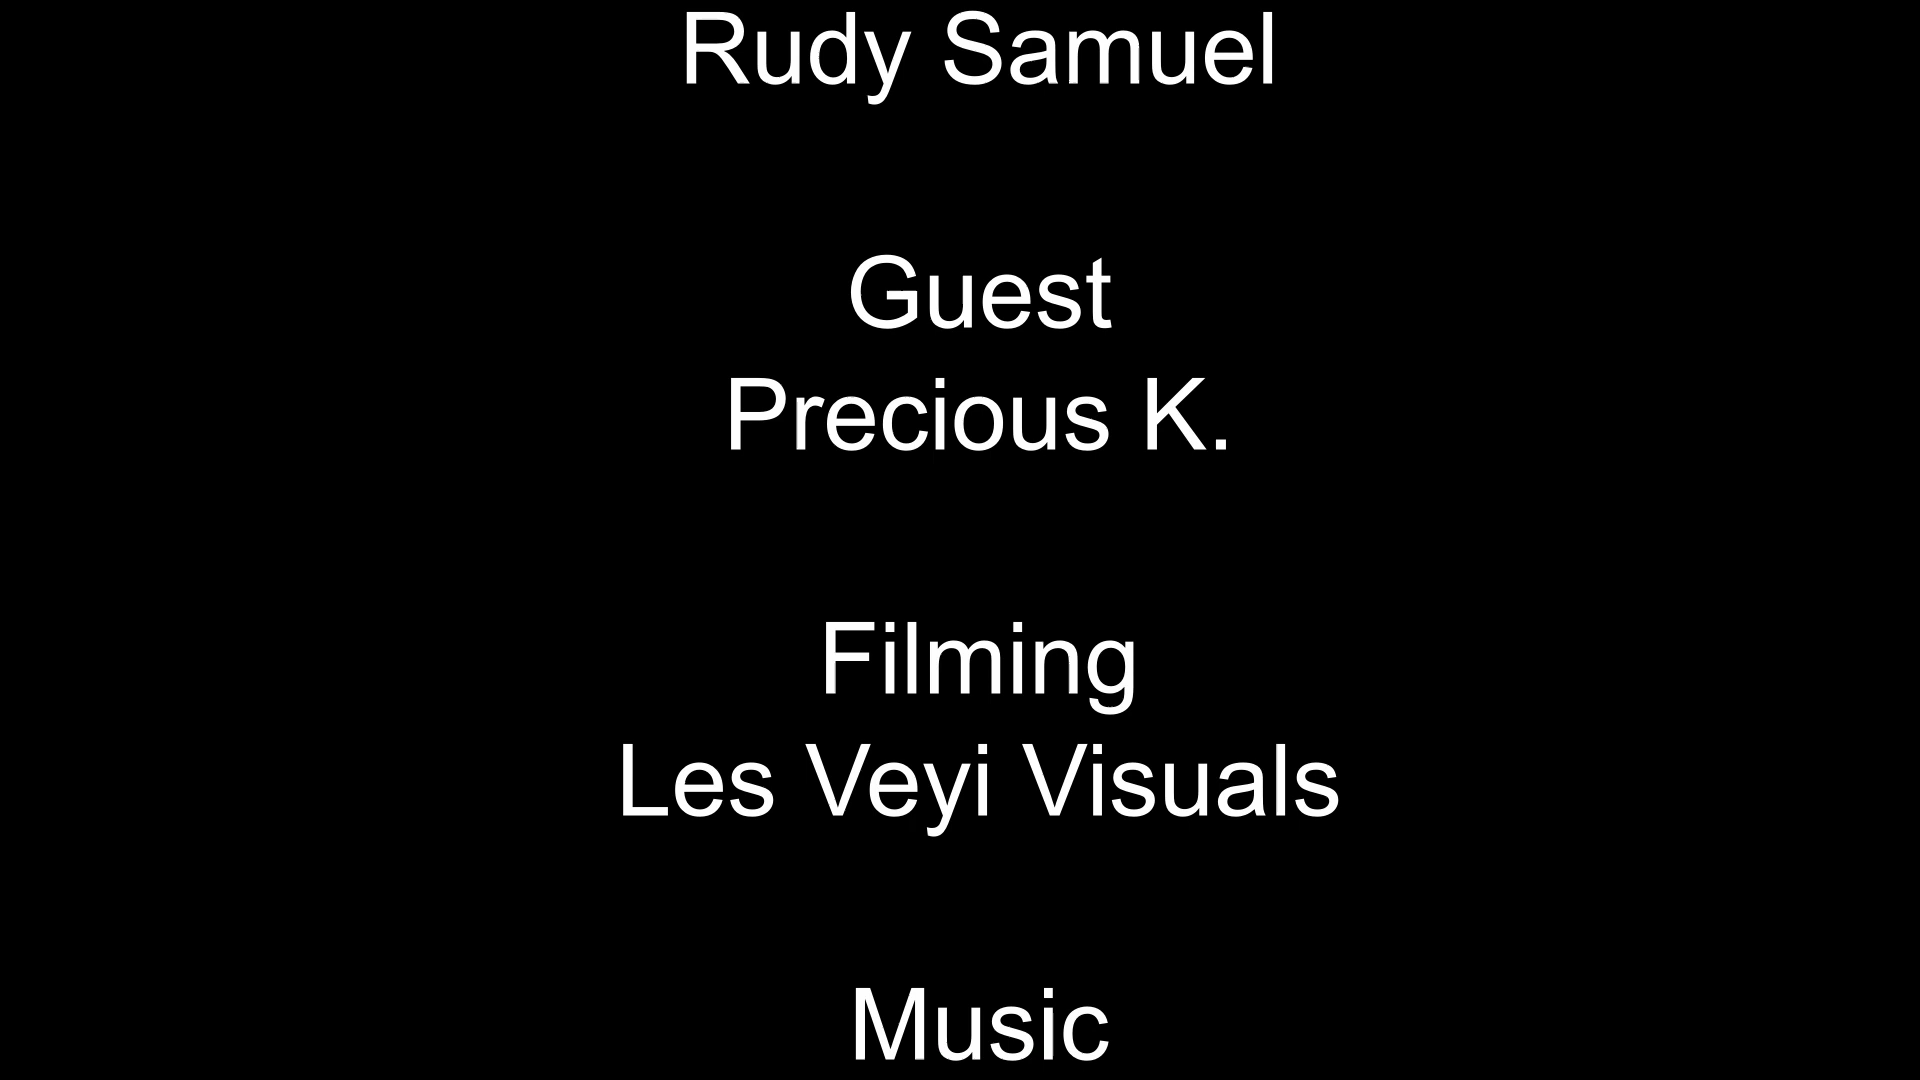 Rudy Samuel
Guest
Precious K.
Filming
Les Veyi Visuals
Music